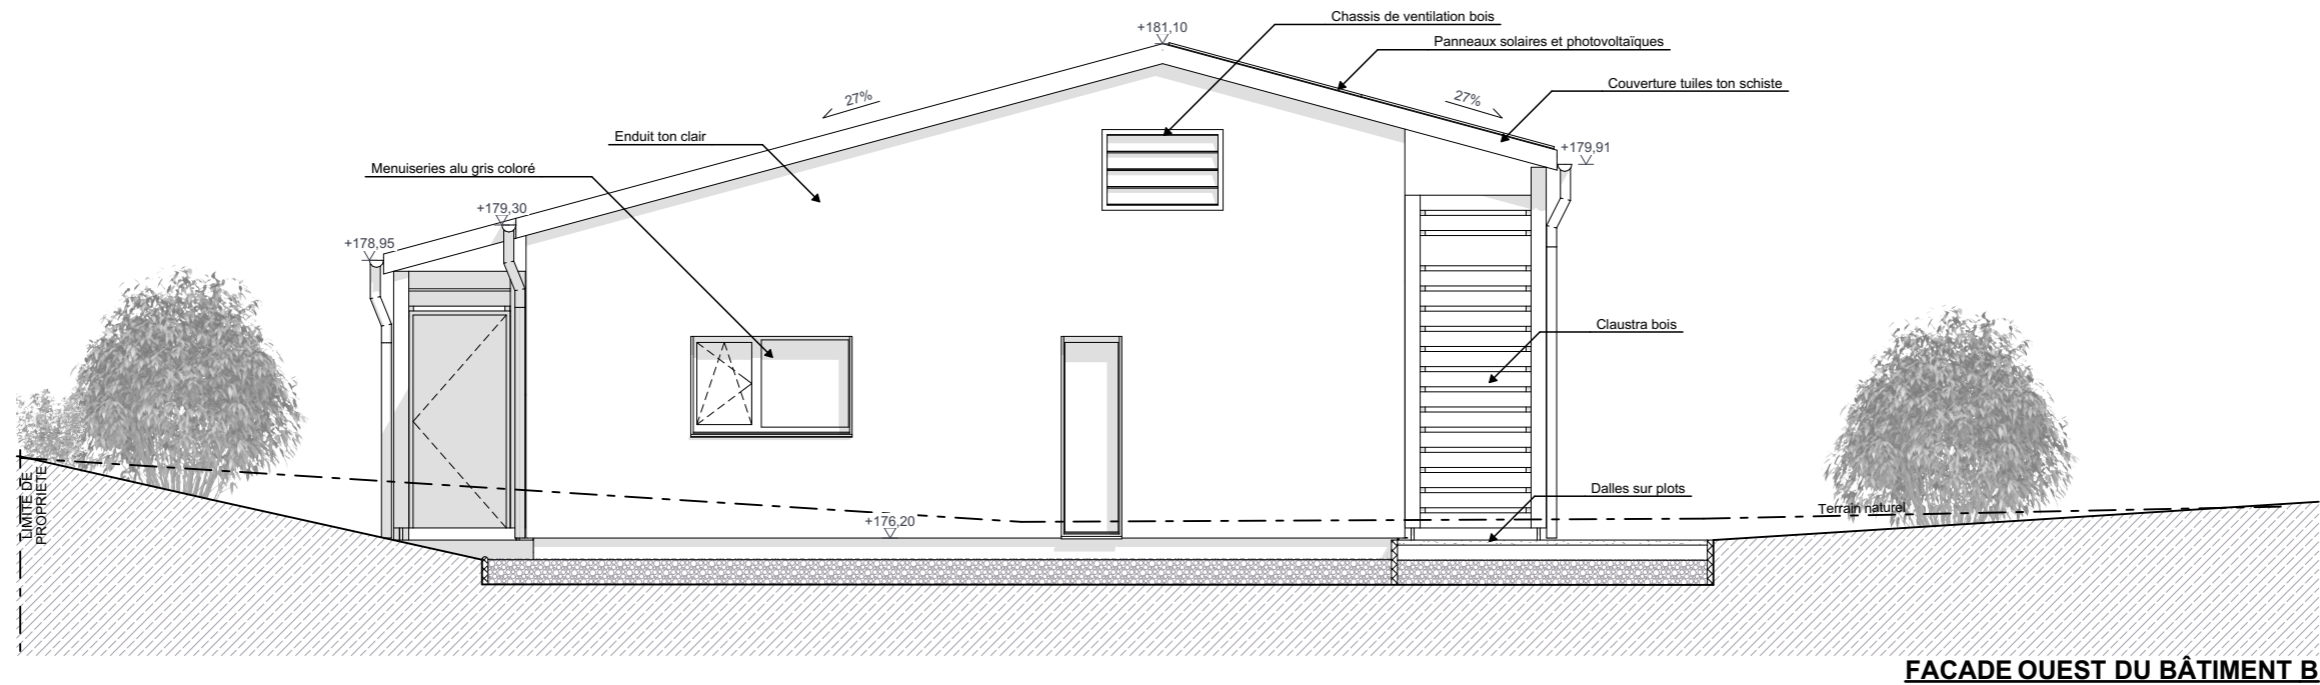 Chassis de ventilation bois
+181,10
Panneaux solaires et photovoltaïques
Couverture tuiles ton schiste
27%
27%
Enduit ton clair
+179,91
Menuiseries alu gris coloré
+179,30
+178,95
Claustra bois
LIMITE DE
PROPRIETE
Dalles sur plots
Terrain naturel
+176,20
FACADE OUEST DU BÂTIMENT B